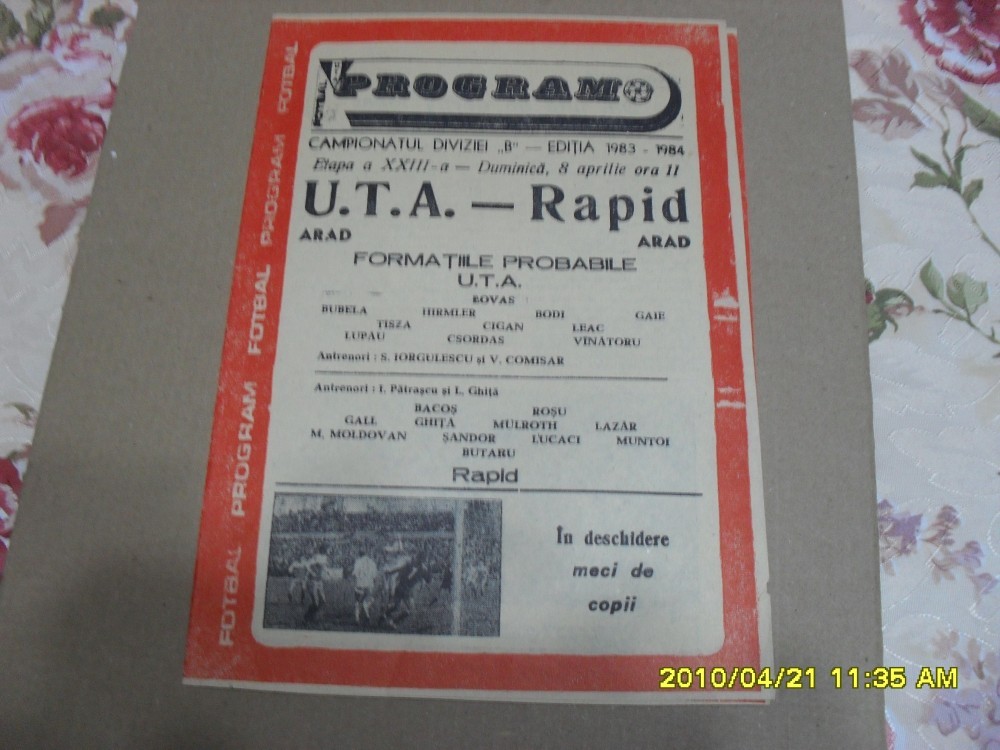 FOTBAL PROGRAM FOTBAL PROGRAM FOTBAL
FOTBAL
PROGRAM
CAMPIONATUL DIVIZIEI „B" — EDIȚIA 1983 - 1984
Etapa a XXIII-a — Duminică, 8 aprilie ora 11
U.T.A. — Rapid
ARAD ARAD
FORMAȚIILE PROBABILE
U.T.A.
BOVAS
BUBELA HIRMLER BODI GAIE
TISZA CIGAN LEAC
LUPAU CSORDAS VINATORU
Antrenori : S. IORGULESCU și V. COMISAR
Antrenori : I. Pătrașcu și L. Ghiță
BACOȘ ROȘU
GALL GHIȚA MULROTH LAZĂR
M. MOLDOVAN ȘANDOR LUCACI MUNTOI
BUTARU
Rapid
În deschidere
meci de
copii
2010/04/21 11:35 AM